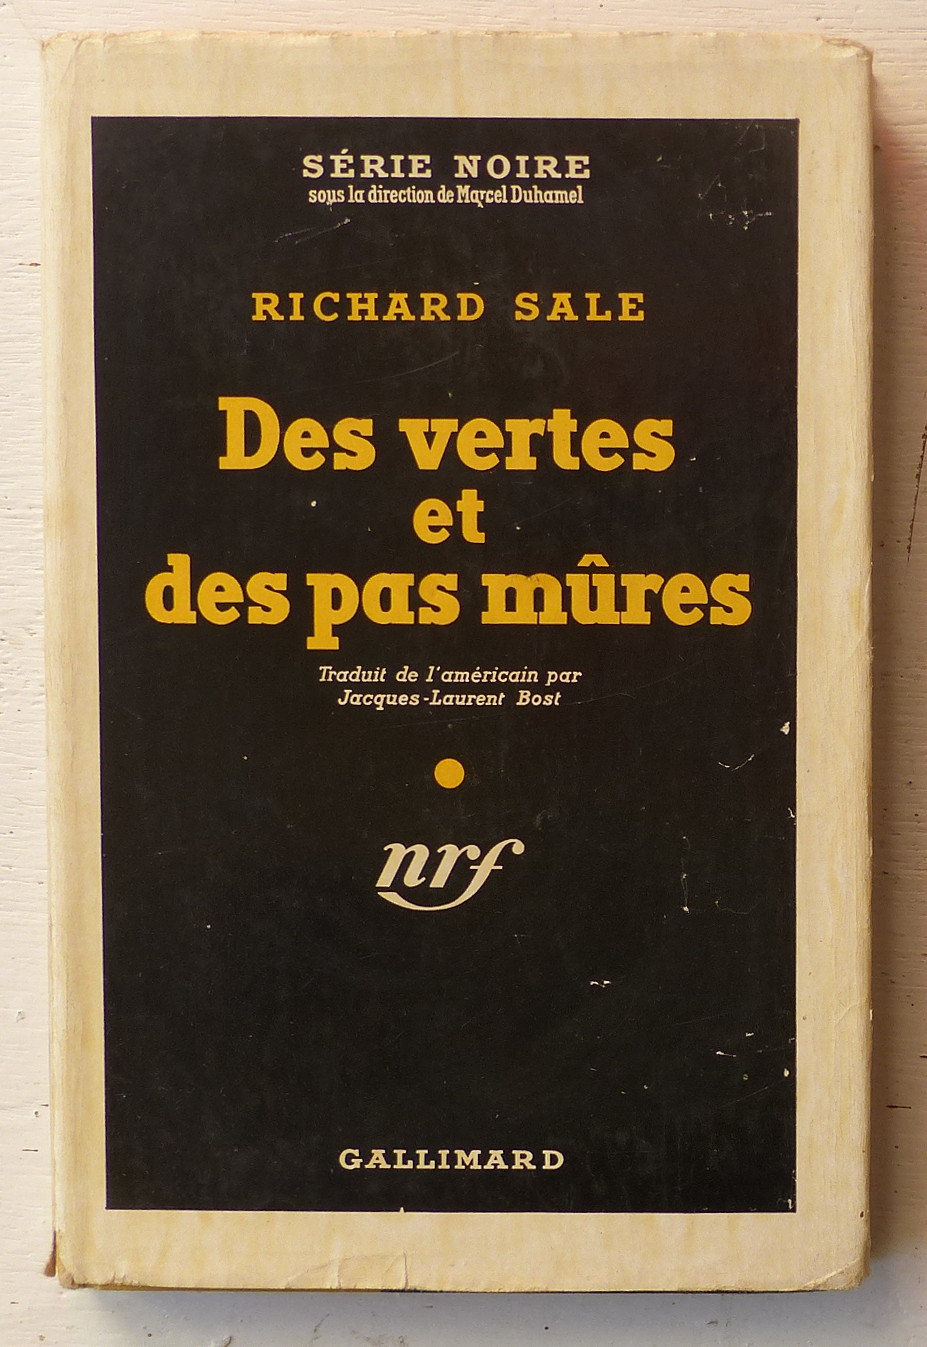 SÉRIE NOIRE
sous la direction de Marcel Duhamel
RICHARD SALE
Des vertes
et
des pas mûres
Traduit de l'américain par
Jacques-Laurent Bost
nrf
GALLIMARD